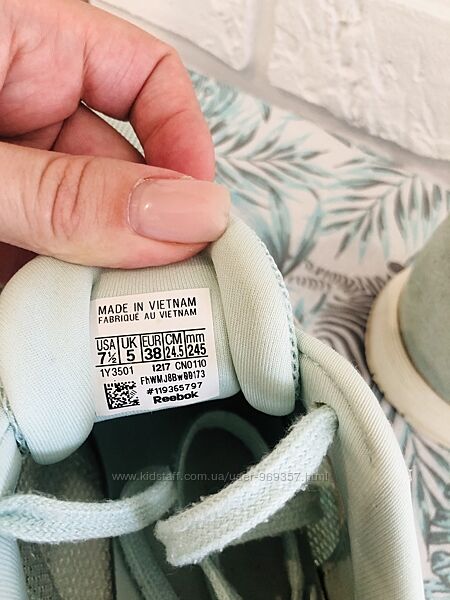 MADE IN VIETNAM
FABRIQUÉ AU VIETNAM
USA UK EUR CM mm
7½ 5 38 24.5 245
1Y3501 1217 CN0110
#119365797
Reebok
www.kidstaff.com.ua/user-969357.html